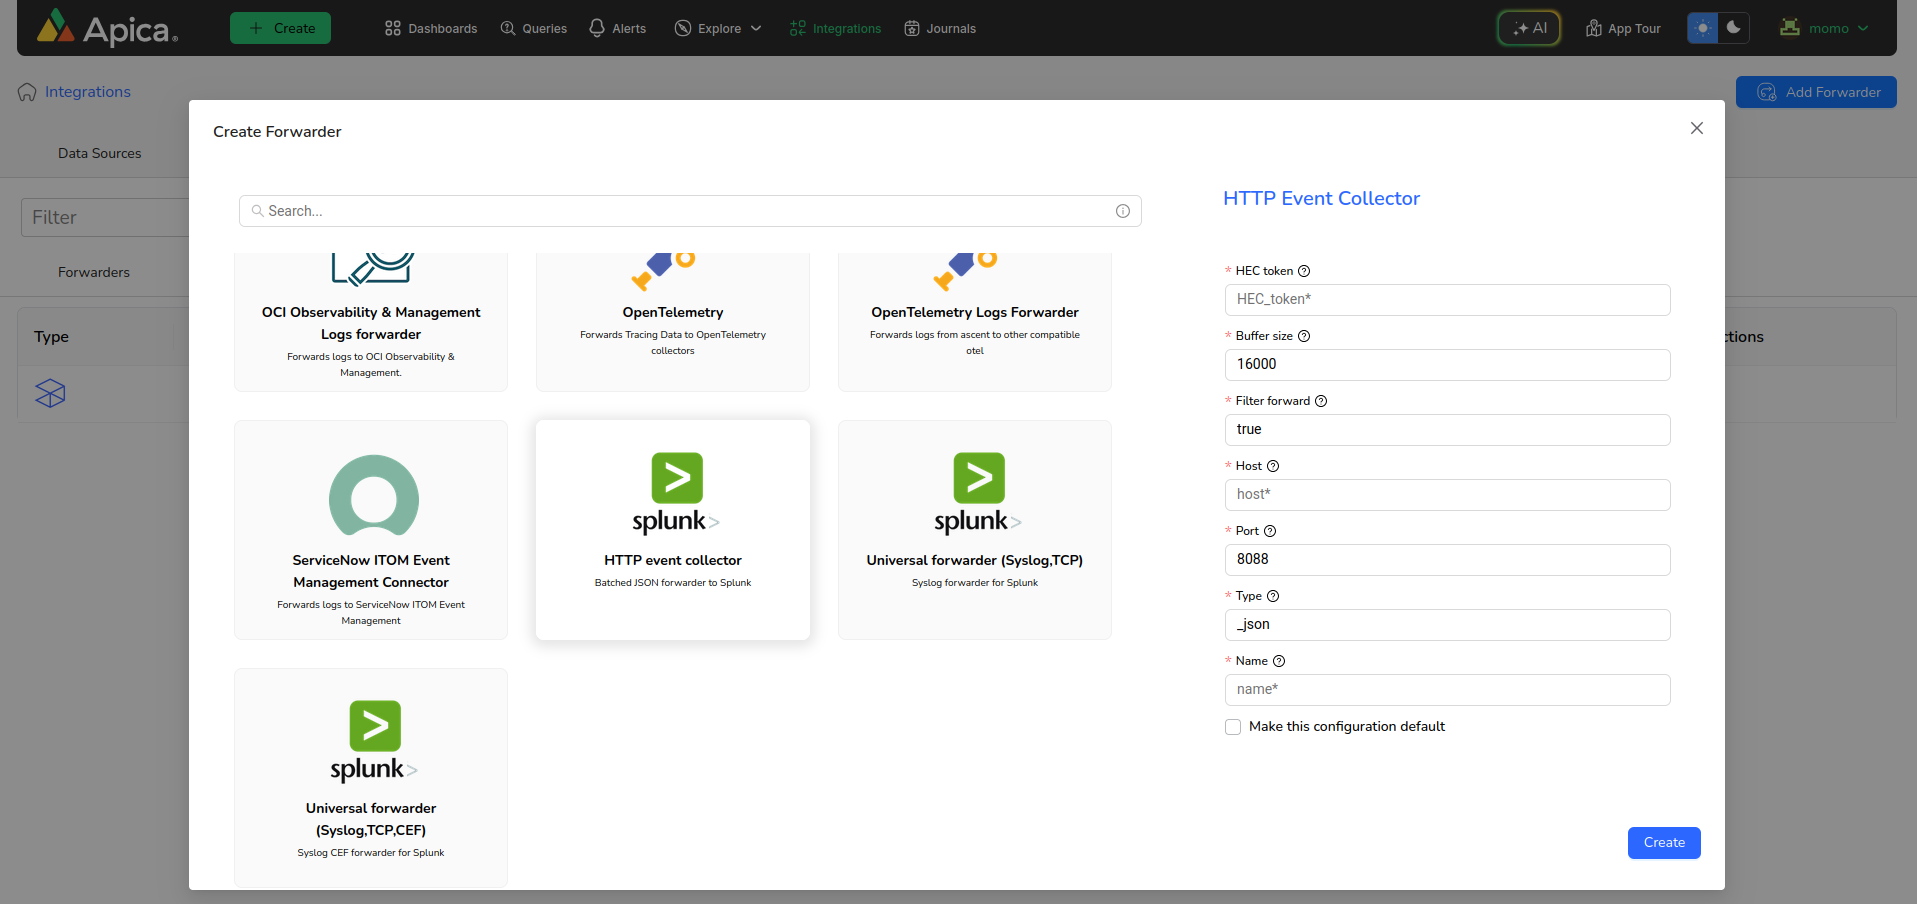 Apica
Create
Dashboards
Queries
Alerts
Explore
Integrations
Journals
AI
App Tour
momo
Integrations
Add Forwarder
Create Forwarder
Data Sources
Search...
HTTP Event Collector
Filter
Forwarders
Type
ctions
OCI Observability & Management
Logs forwarder
Forwards logs to OCI Observability &
Management.
OpenTelemetry
Forwards Tracing Data to OpenTelemetry
collectors
OpenTelemetry Logs Forwarder
Forwards logs from ascent to other compatible
otel
ServiceNow ITOM Event
Management Connector
Forwards logs to ServiceNow ITOM Event
Management
splunk>
HTTP event collector
Batched JSON forwarder to Splunk
splunk>
Universal forwarder (Syslog,TCP)
Syslog forwarder for Splunk
splunk>
Universal forwarder
(Syslog,TCP,CEF)
Syslog CEF forwarder for Splunk
* HEC token
HEC_token*
* Buffer size
16000
* Filter forward
true
* Host
host*
* Port
8088
* Type
_json
* Name
name*
Make this configuration default
Create